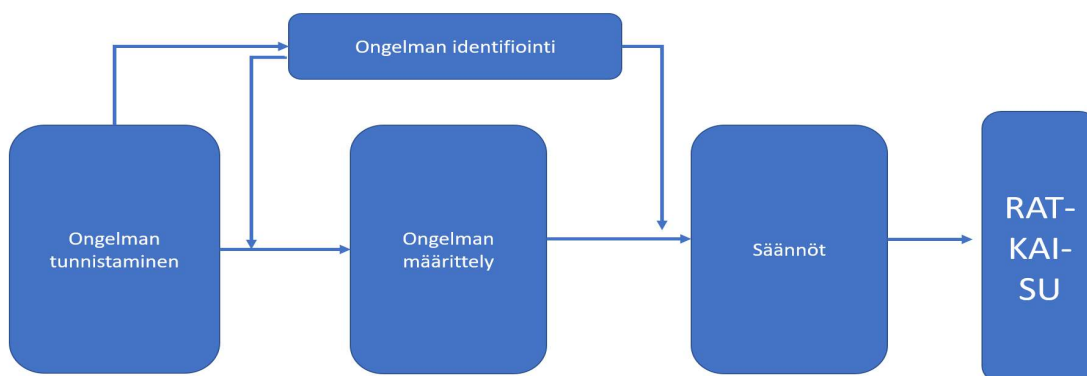 Ongelman identifiointi
Ongelman
tunnistaminen
Ongelman
määrittely
Säännöt
RAT-
KAI-
SU